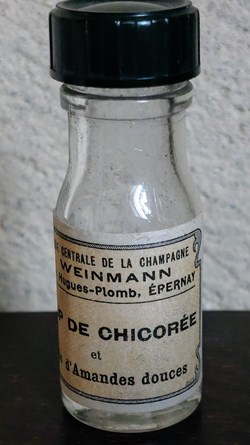 E CENTRALE DE LA CHAMPAGNE
WEINMANN
Hugues-Plomb, ÉPERNAY
P DE CHICORÉE
et
d'Amandes douces